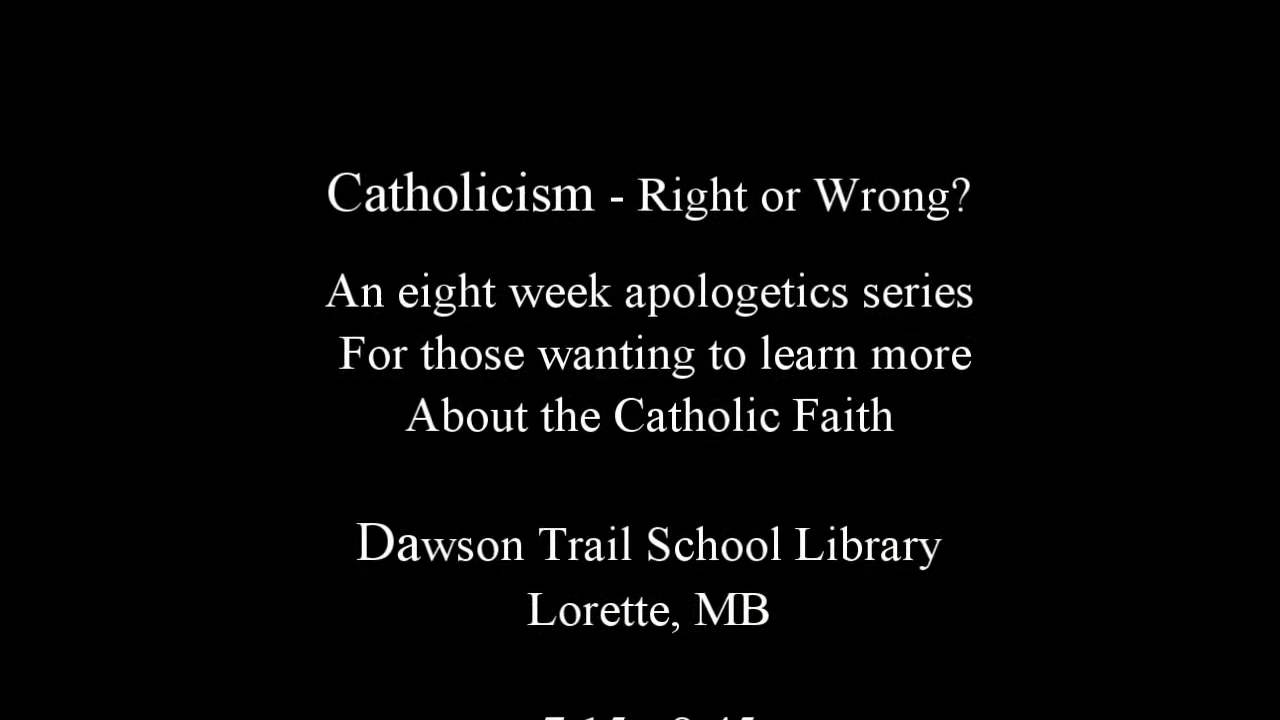 Catholicism - Right or Wrong?
An eight week apologetics series
For those wanting to learn more
About the Catholic Faith
Dawson Trail School Library
Lorette, MB